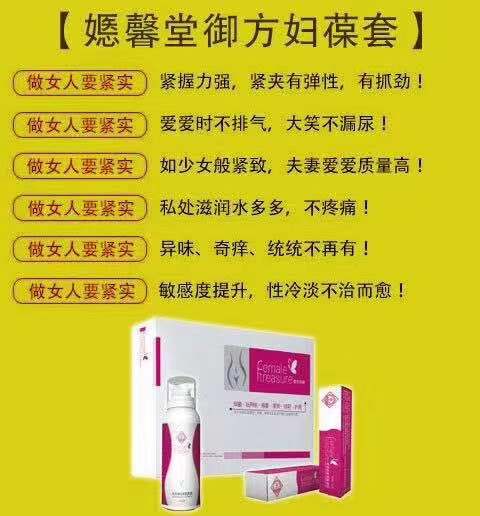 【嬺馨堂御方妇葆套】
做女人要紧实 紧握力强，紧夹有弹性，有抓劲！
做女人要紧实 爱爱时不排气，大笑不漏尿！
做女人要紧实 如少女般紧致，夫妻爱爱质量高！
做女人要紧实 私处滋润水多多，不疼痛！
做女人要紧实 异味、奇痒、统统不再有！
做女人要紧实 敏感度提升，性冷淡不治而愈！
Female
treasure